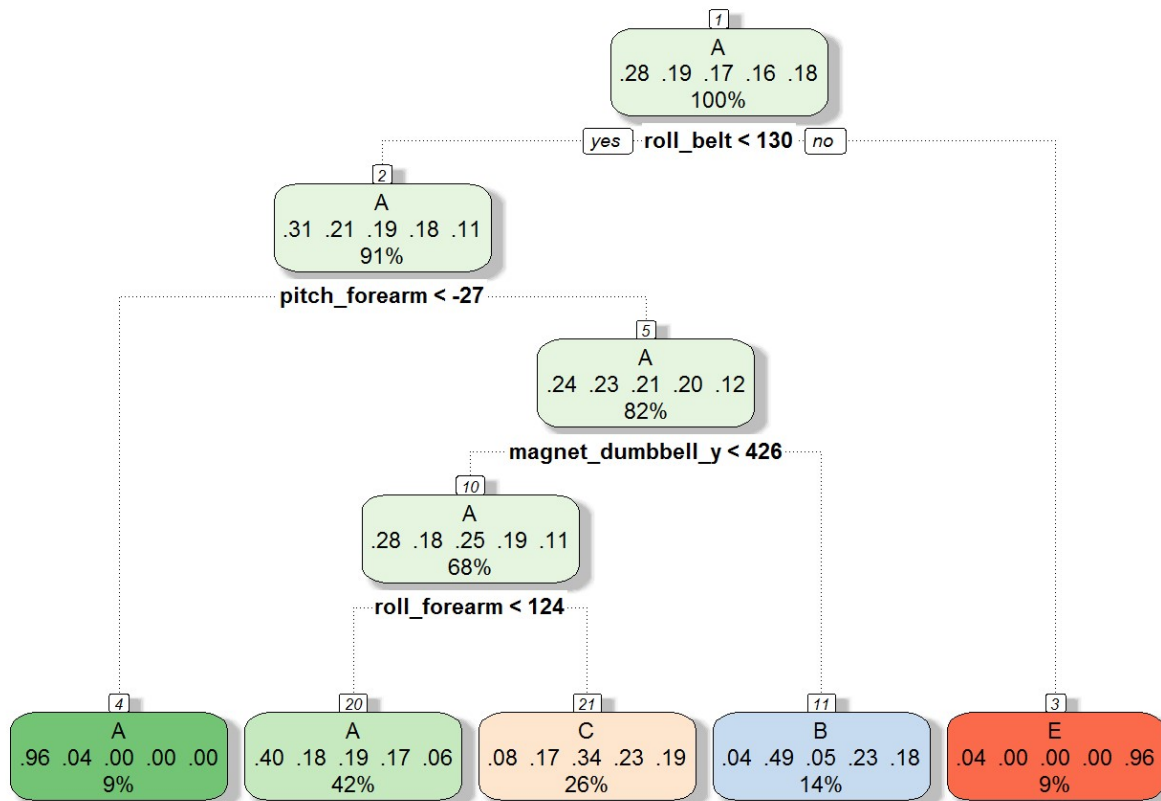 1
A
.28 .19 .17 .16 .18
100%
yes roll_belt < 130 no
2
A
.31 .21 .19 .18 .11
91%
pitch_forearm < -27
5
A
.24 .23 .21 .20 .12
82%
magnet_dumbbell_y < 426
10
A
.28 .18 .25 .19 .11
68%
roll_forearm < 124
4
A
.96 .04 .00 .00 .00
9%
20
A
.40 .18 .19 .17 .06
42%
21
C
.08 .17 .34 .23 .19
26%
11
B
.04 .49 .05 .23 .18
14%
3
E
.04 .00 .00 .00 .96
9%